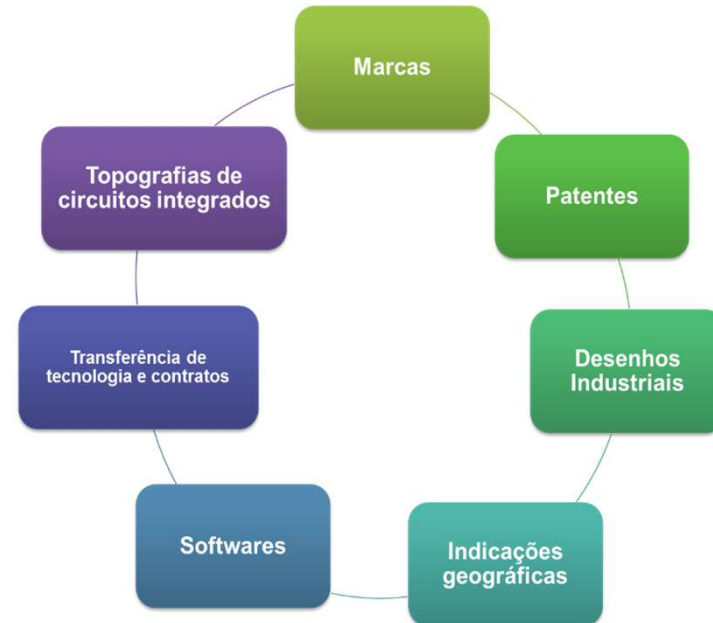 Marcas
Patentes
Desenhos
Industriais
Indicações
geográficas
Softwares
Transferência de
tecnologia e contratos
Topografias de
circuitos integrados